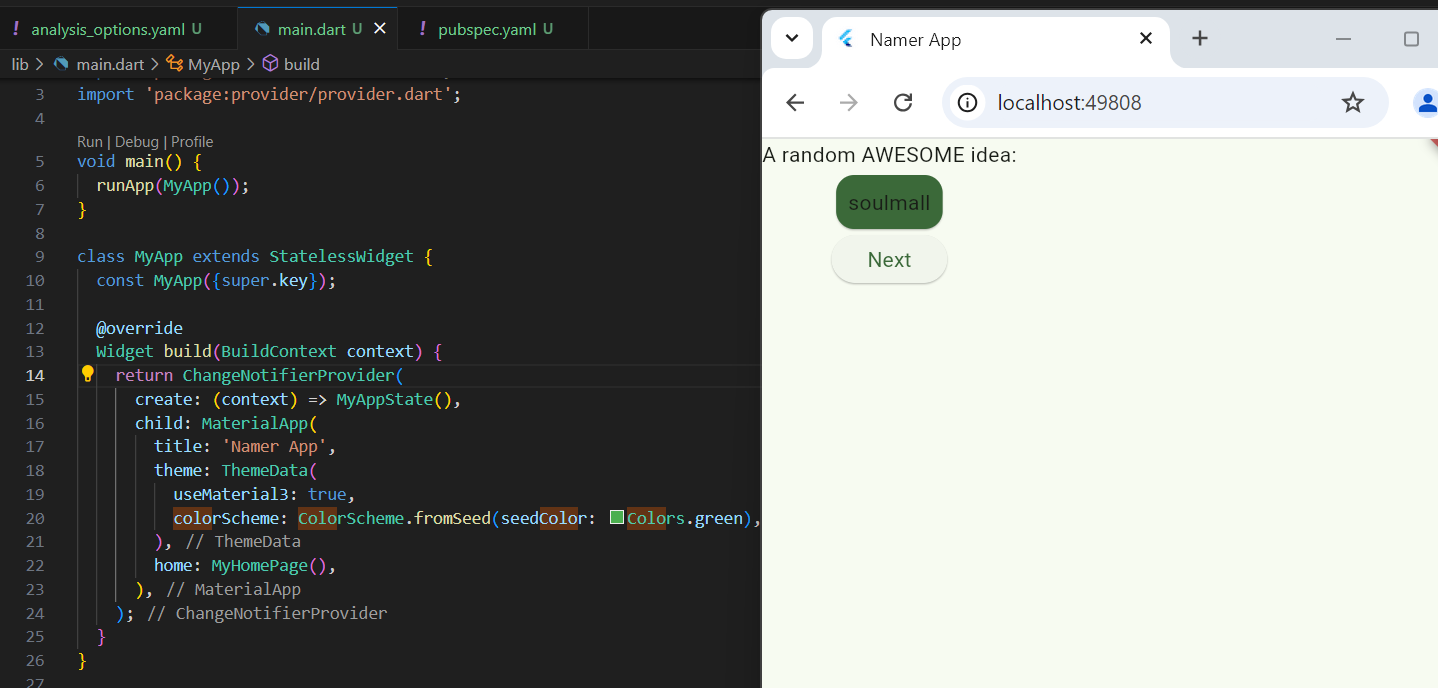 analysis_options.yaml U
main.dart U
pubspec.yaml U
lib > main.dart > MyApp > build
3 import 'package:provider/provider.dart';
4
Run | Debug | Profile
5 void main() {
6 runApp(MyApp());
7 }
8
9 class MyApp extends StatelessWidget {
10 const MyApp({super.key});
11
12 @override
13 Widget build(BuildContext context) {
14 return ChangeNotifierProvider(
15 create: (context) => MyAppState(),
16 child: MaterialApp(
17 title: 'Namer App',
18 theme: ThemeData(
19 useMaterial3: true,
20 colorScheme: ColorScheme.fromSeed(seedColor: Colors.green),
21 ), // ThemeData
22 home: MyHomePage(),
23 ), // MaterialApp
24 ); // ChangeNotifierProvider
25 }
26 }
27
Namer App
localhost:49808
A random AWESOME idea:
soulmall
Next